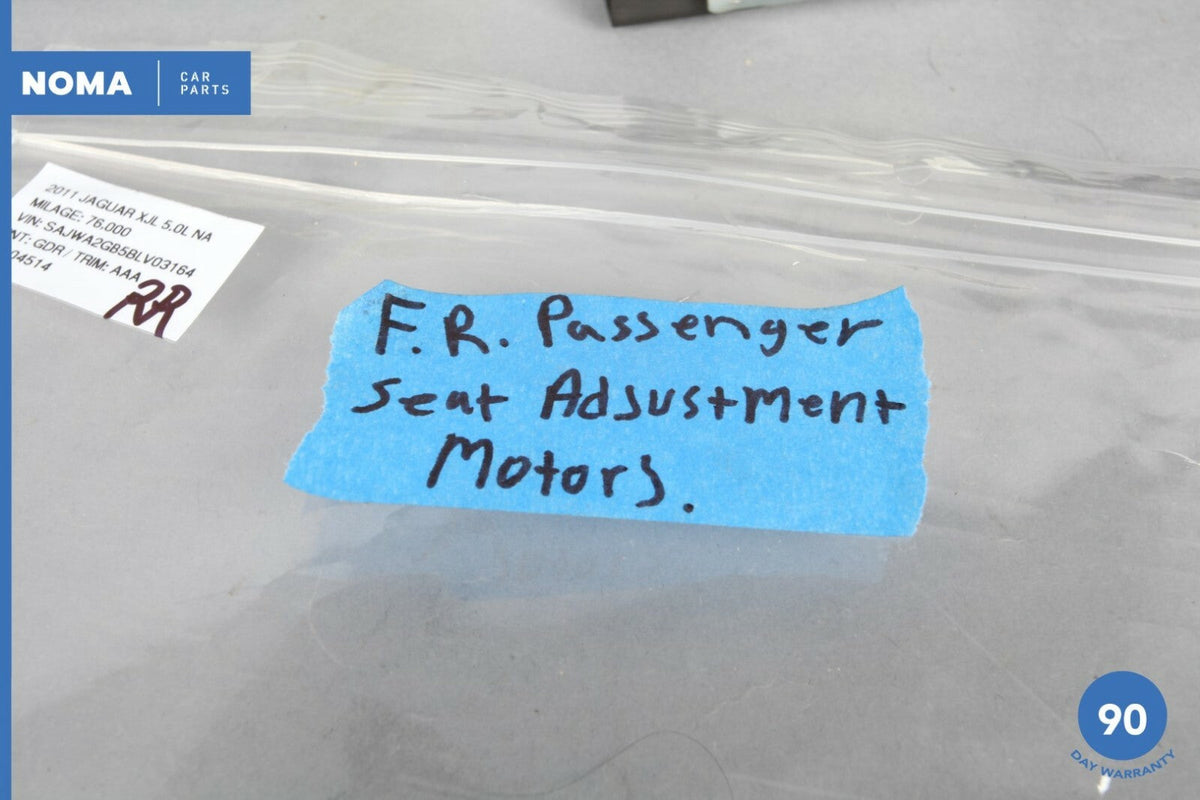 NOMA
CAR
PARTS
2011 JAGUAR XJL 5.0L NA
MILAGE: 76.000
VIN: SAJWA2GB5BLV03164
NT: GDR / TRIM: AAA
04514
RR
F.R. Passenger
Seat Adjustment
Motors.
90
DAY WARRANTY